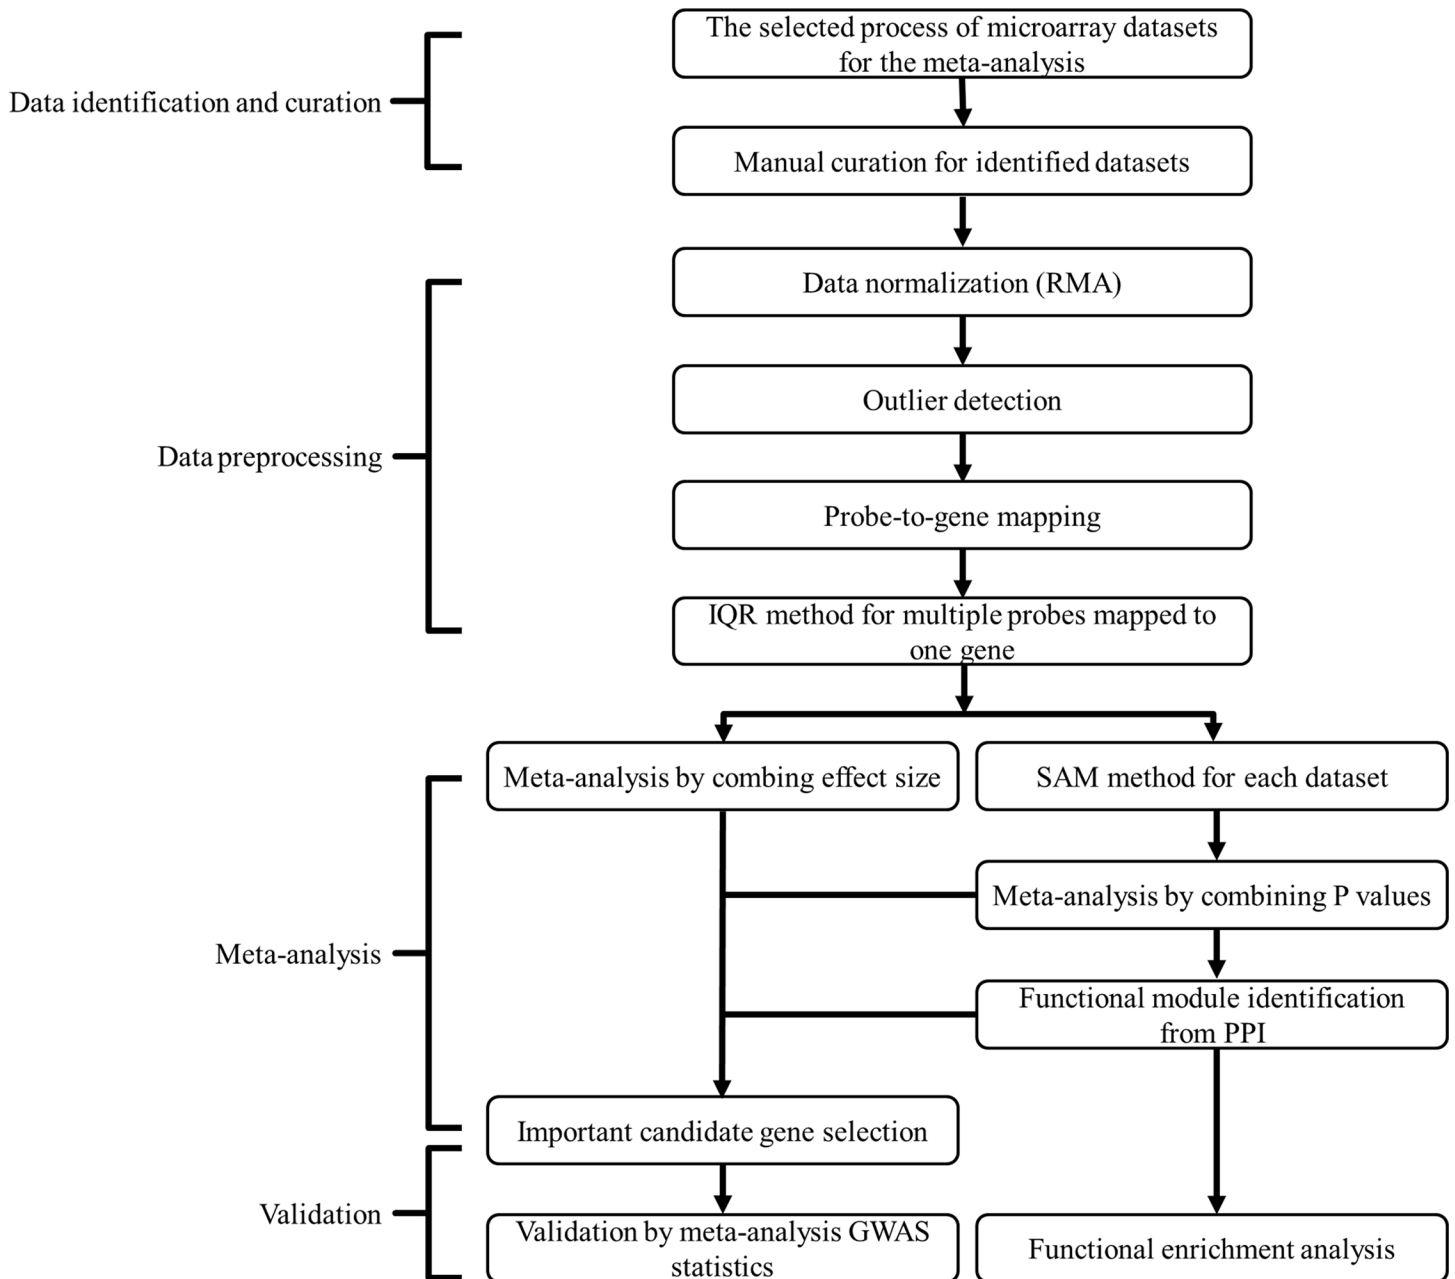 The selected process of microarray datasets
for the meta-analysis
Data identification and curation
Manual curation for identified datasets
Data normalization (RMA)
Outlier detection
Data preprocessing
Probe-to-gene mapping
IQR method for multiple probes mapped to
one gene
Meta-analysis by combing effect size
SAM method for each dataset
Meta-analysis by combining P values
Meta-analysis
Functional module identification
from PPI
Important candidate gene selection
Validation
Validation by meta-analysis GWAS
statistics
Functional enrichment analysis